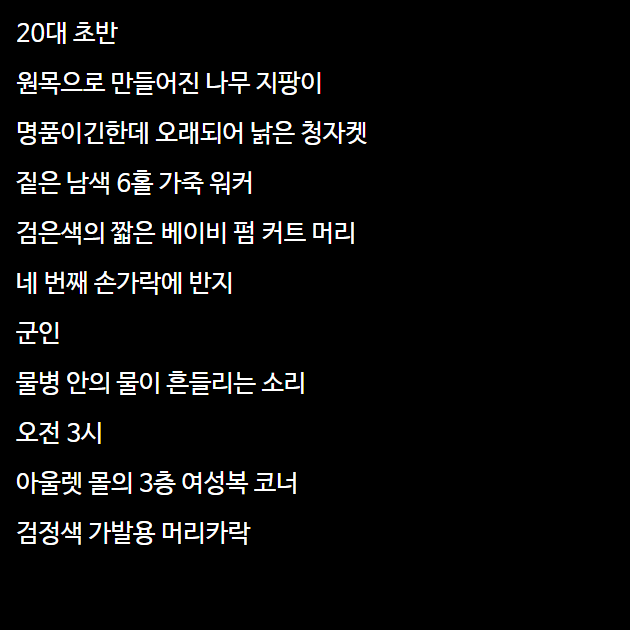 20대 초반
원목으로 만들어진 나무 지팡이
명품이긴한데 오래되어 낡은 청자켓
짙은 남색 6홀 가죽 워커
검은색의 짧은 베이비 펌 커트 머리
네 번째 손가락에 반지
군인
물병 안의 물이 흔들리는 소리
오전 3시
아울렛 몰의 3층 여성복 코너
검정색 가발용 머리카락